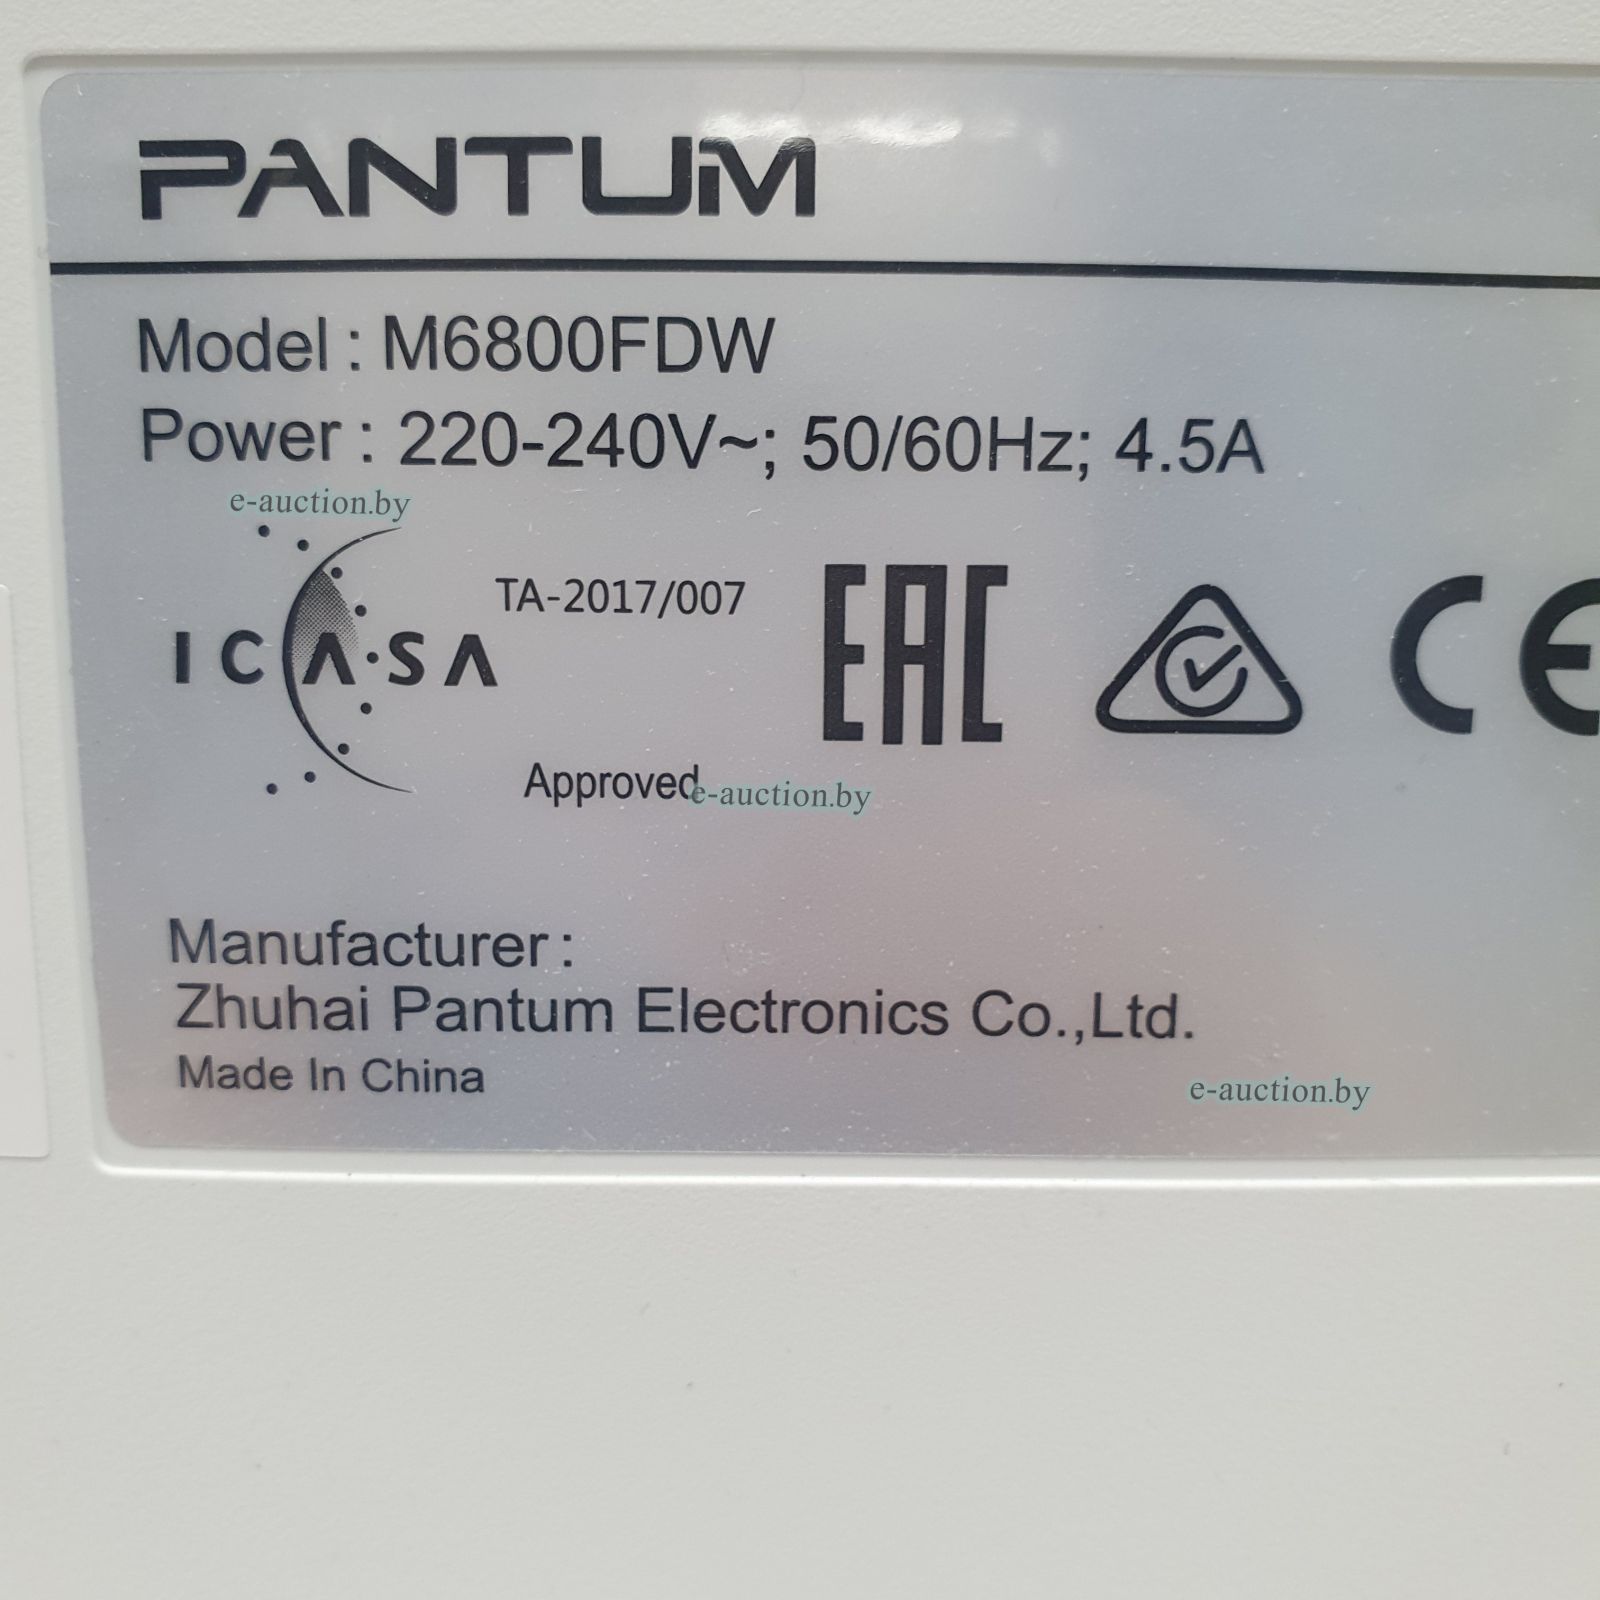 PANTUM
Model : M6800FDW
Power : 220-240V~; 50/60Hz; 4.5A
e-auction.by
TA-2017/007
ICASA
EAC
CE
Approved
e-auction.by
Manufacturer :
Zhuhai Pantum Electronics Co.,Ltd.
Made In China
e-auction.by